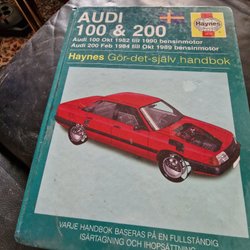 AUDI
100 & 200
Haynes
Audi 100 Okt 1982 till 1990 bensinmotor
Audi 200 Feb 1984 till Okt 1989 bensinmotor
Haynes Gör-det-själv handbok
VARJE HANDBOK BASERAS PÅ EN FULLSTÄNDIG
ISÄRTAGNING OCH IHOPSÄTTNING